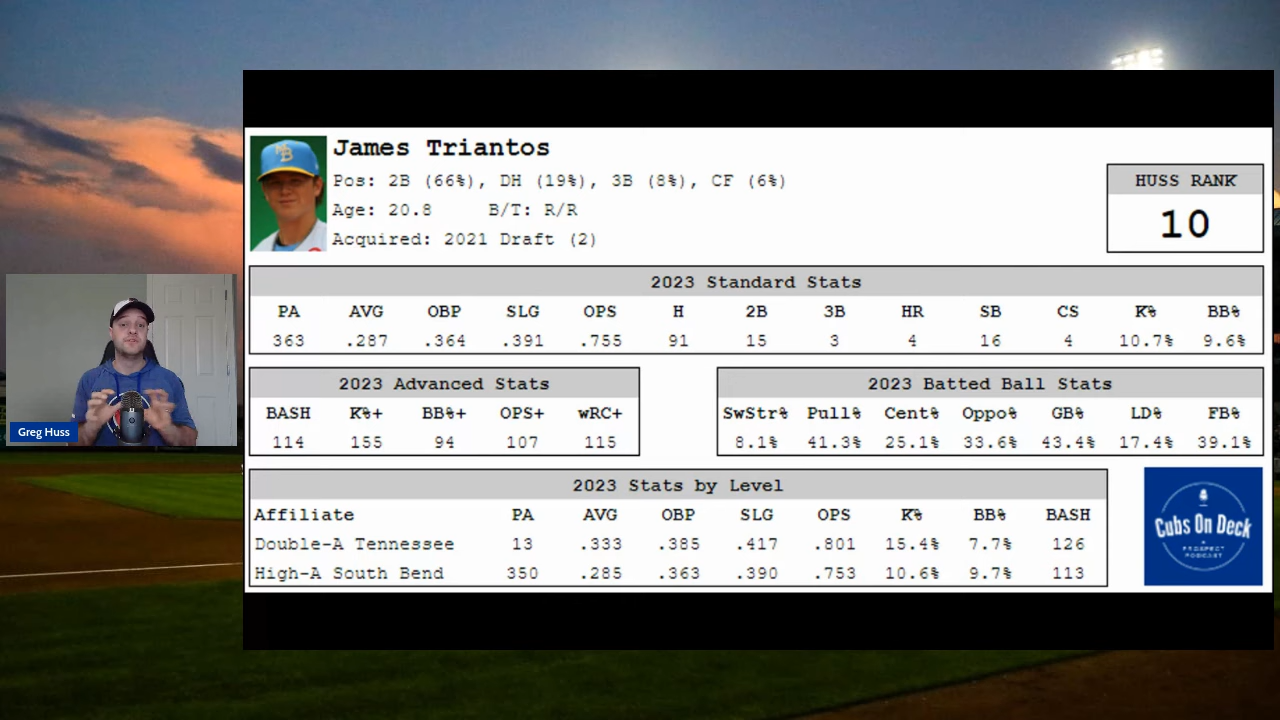 James Triantos
Pos: 2B (66%), DH (19%), 3B (8%), CF (6%)
Age: 20.8 B/T: R/R
Acquired: 2021 Draft (2)
HUSS RANK
10
2023 Standard Stats
PA AVG OBP SLG OPS H 2B 3B HR SB CS K% BB%
363 .287 .364 .391 .755 91 15 3 4 16 4 10.7% 9.6%
2023 Advanced Stats
BASH K%+ BB%+ OPS+ wRC+
114 155 94 107 115
2023 Batted Ball Stats
SwStr% Pull% Cent% Oppo% GB% LD% FB%
8.1% 41.3% 25.1% 33.6% 43.4% 17.4% 39.1%
2023 Stats by Level
Affiliate PA AVG OBP SLG OPS K% BB% BASH
Double-A Tennessee 13 .333 .385 .417 .801 15.4% 7.7% 126
High-A South Bend 350 .285 .363 .390 .753 10.6% 9.7% 113
Cubs On Deck
PROSPECT
PODCAST
Greg Huss